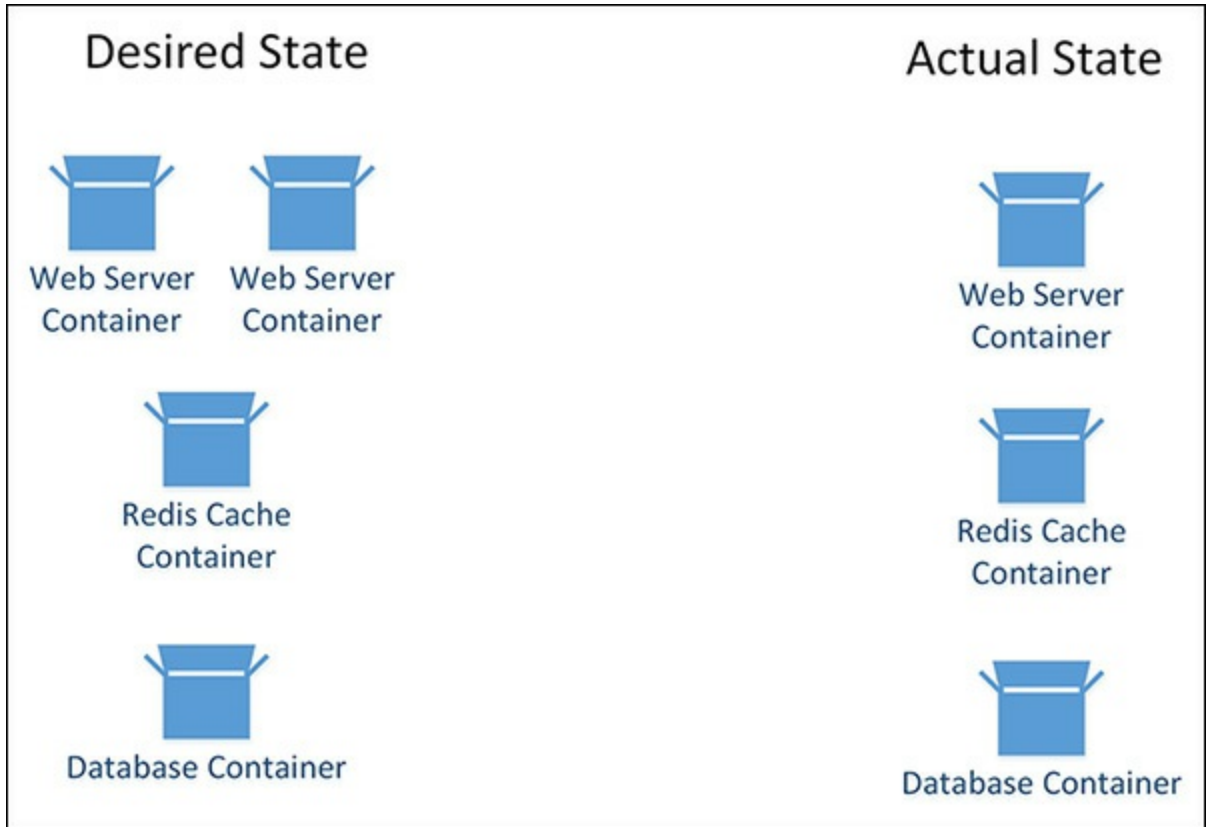 Desired State
Actual State
Web Server
Container
Web Server
Container
Web Server
Container
Redis Cache
Container
Redis Cache
Container
Database Container
Database Container